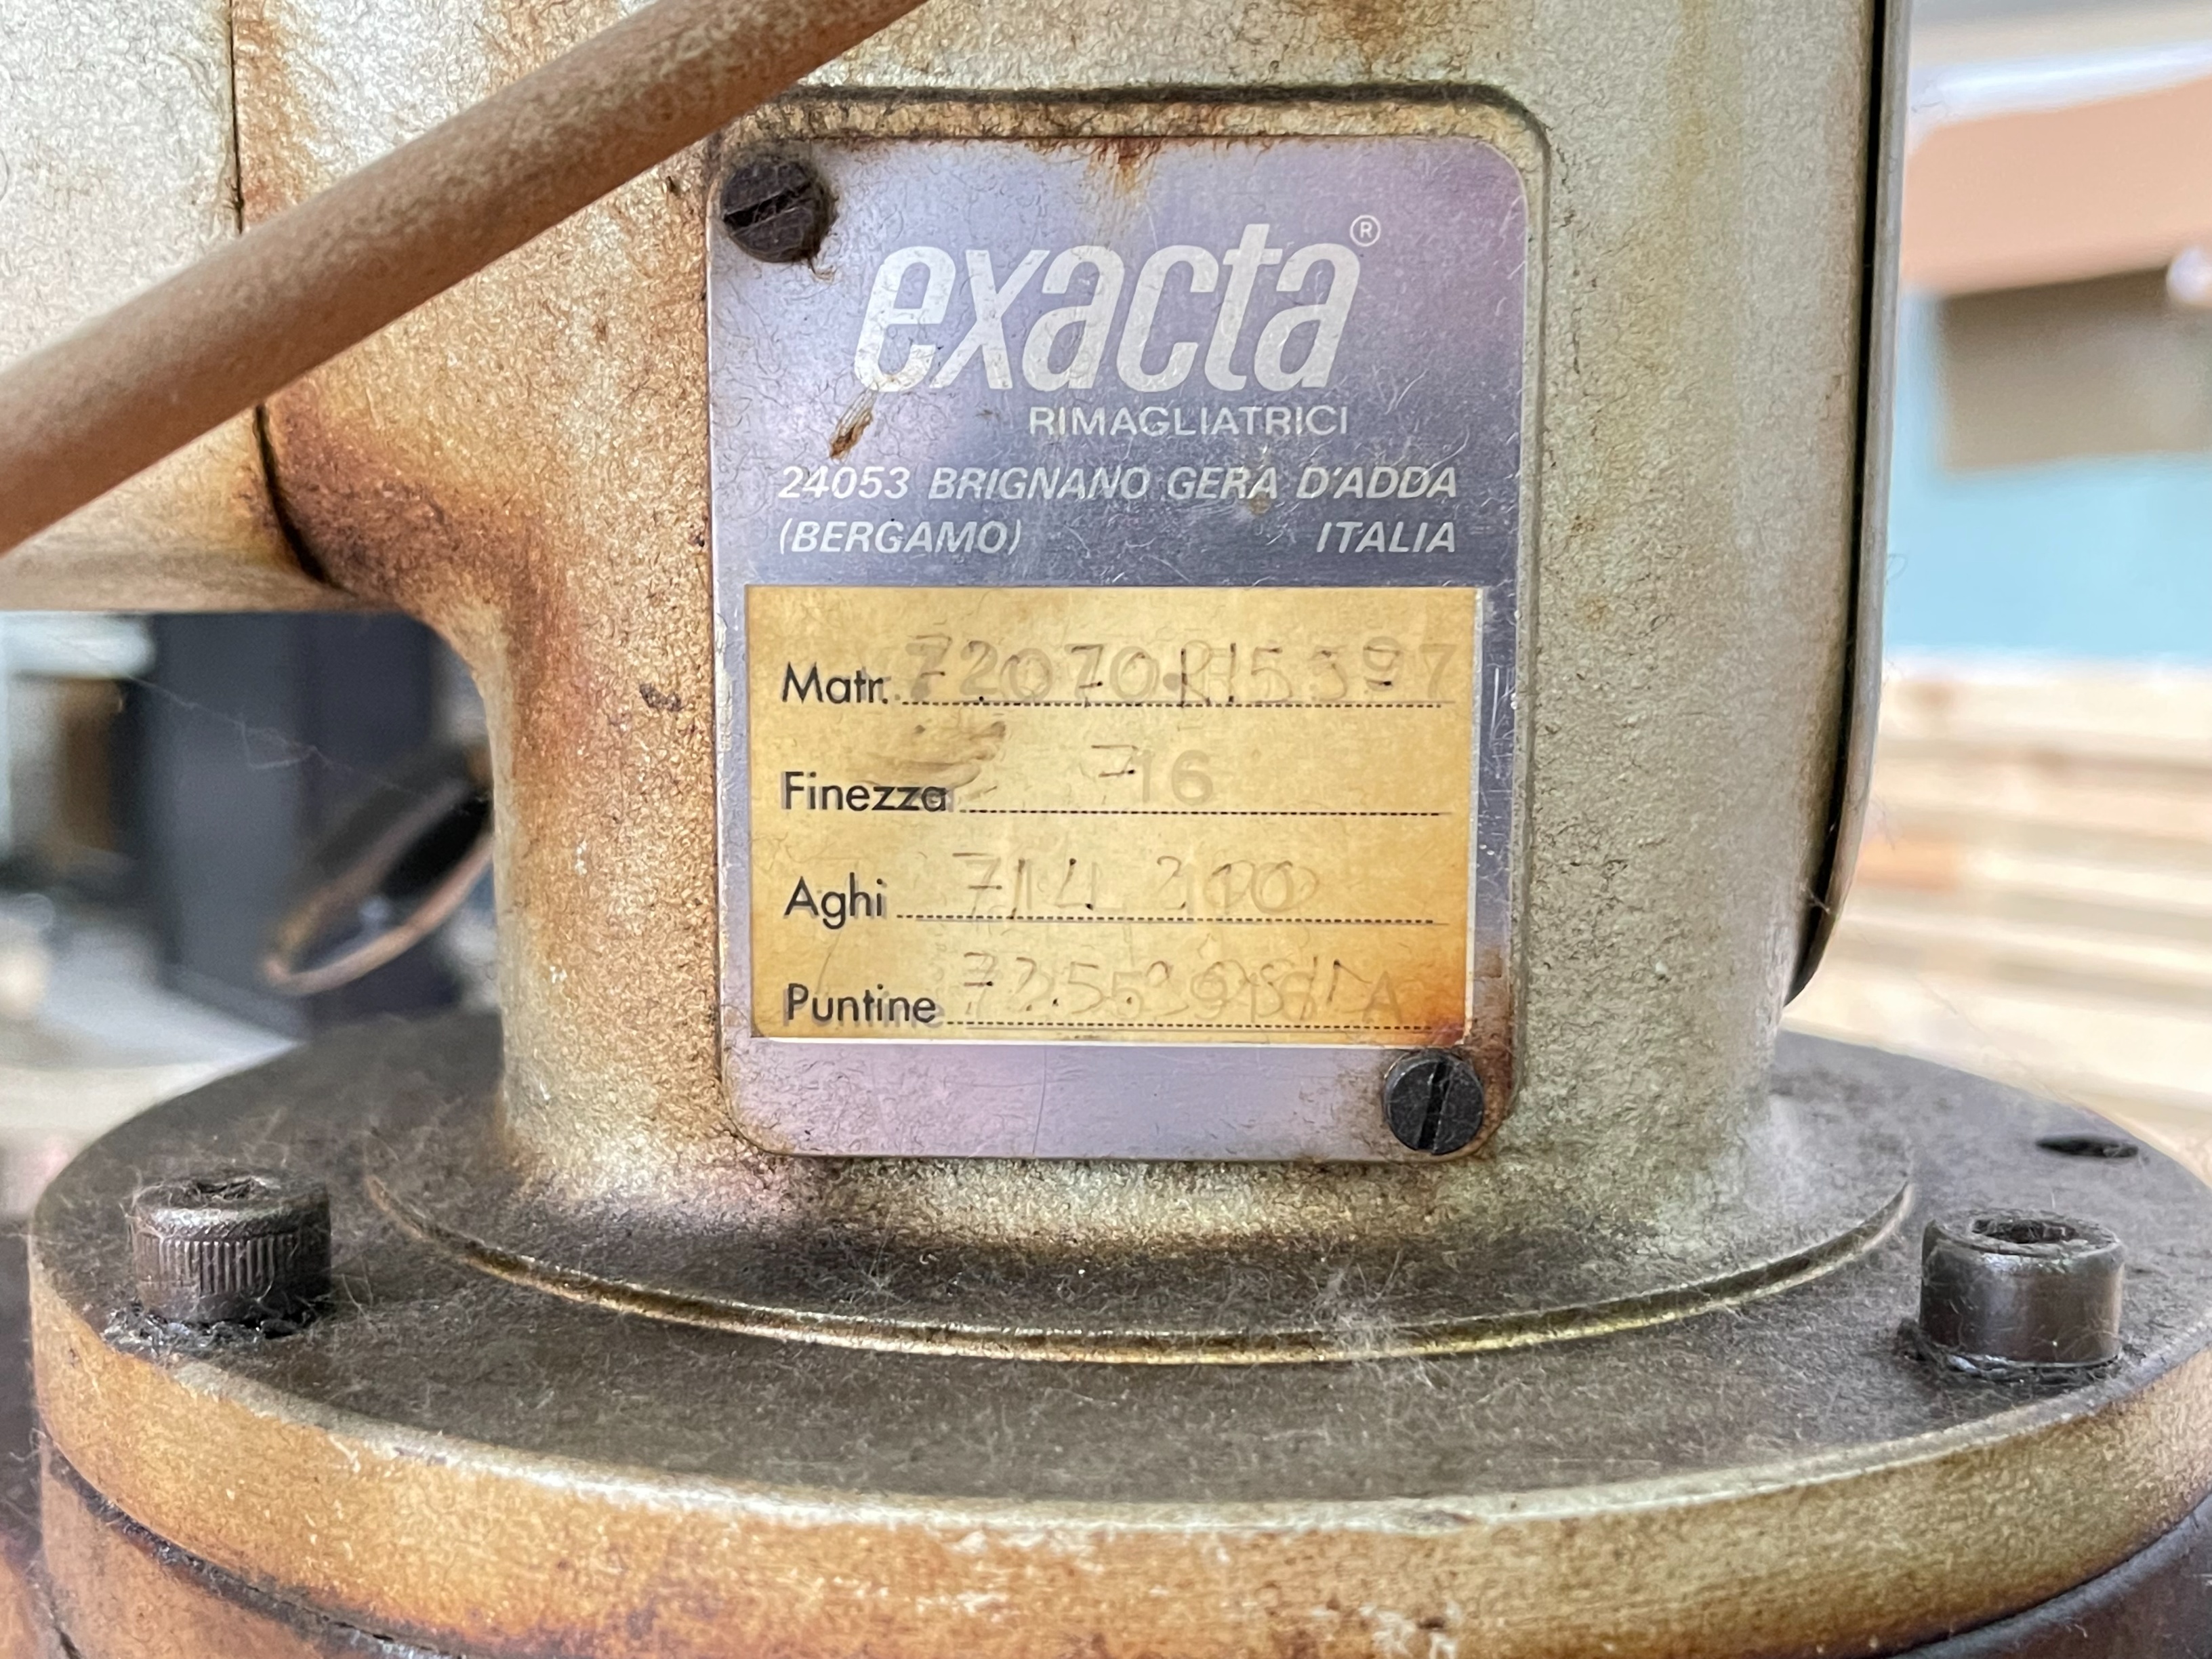 exacta®
RIMAGLIATRICI
24053 BRIGNANO GERA D'ADDA
(BERGAMO) ITALIA
Matr.
Finezza 16
Aghi
Puntine